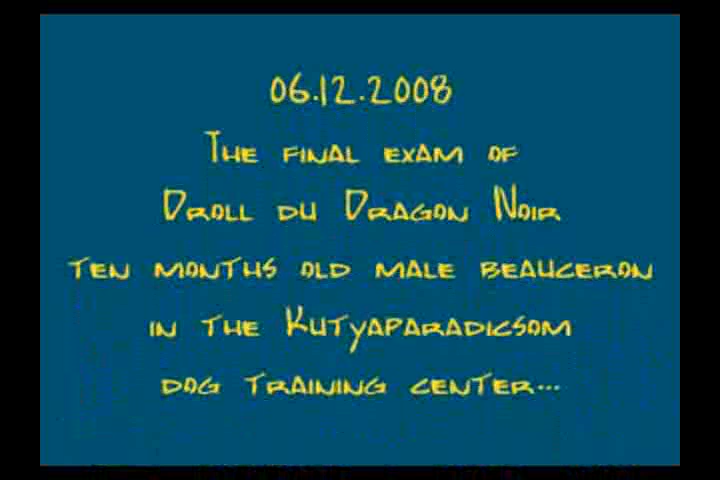 06.12.2008
The final exam of
Droll du Dragon Noir
ten months old male beauceron
in the Kutyaparadicsom
dog training center...